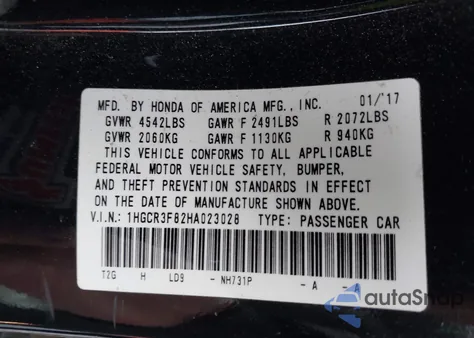 MFD. BY HONDA OF AMERICA MFG., INC. 01/'17
GVWR 4542LBS GAWR F 2491LBS R 2072LBS
GVWR 2060KG GAWR F 1130KG R 940KG
THIS VEHICLE CONFORMS TO ALL APPLICABLE
FEDERAL MOTOR VEHICLE SAFETY, BUMPER,
AND THEFT PREVENTION STANDARDS IN EFFECT
ON THE DATE OF MANUFACTURE SHOWN ABOVE.
V.I.N.: 1HGCR3F82HA023028 TYPE: PASSENGER CAR
T2G H LD9 - NH731P - A - A
autoSnap